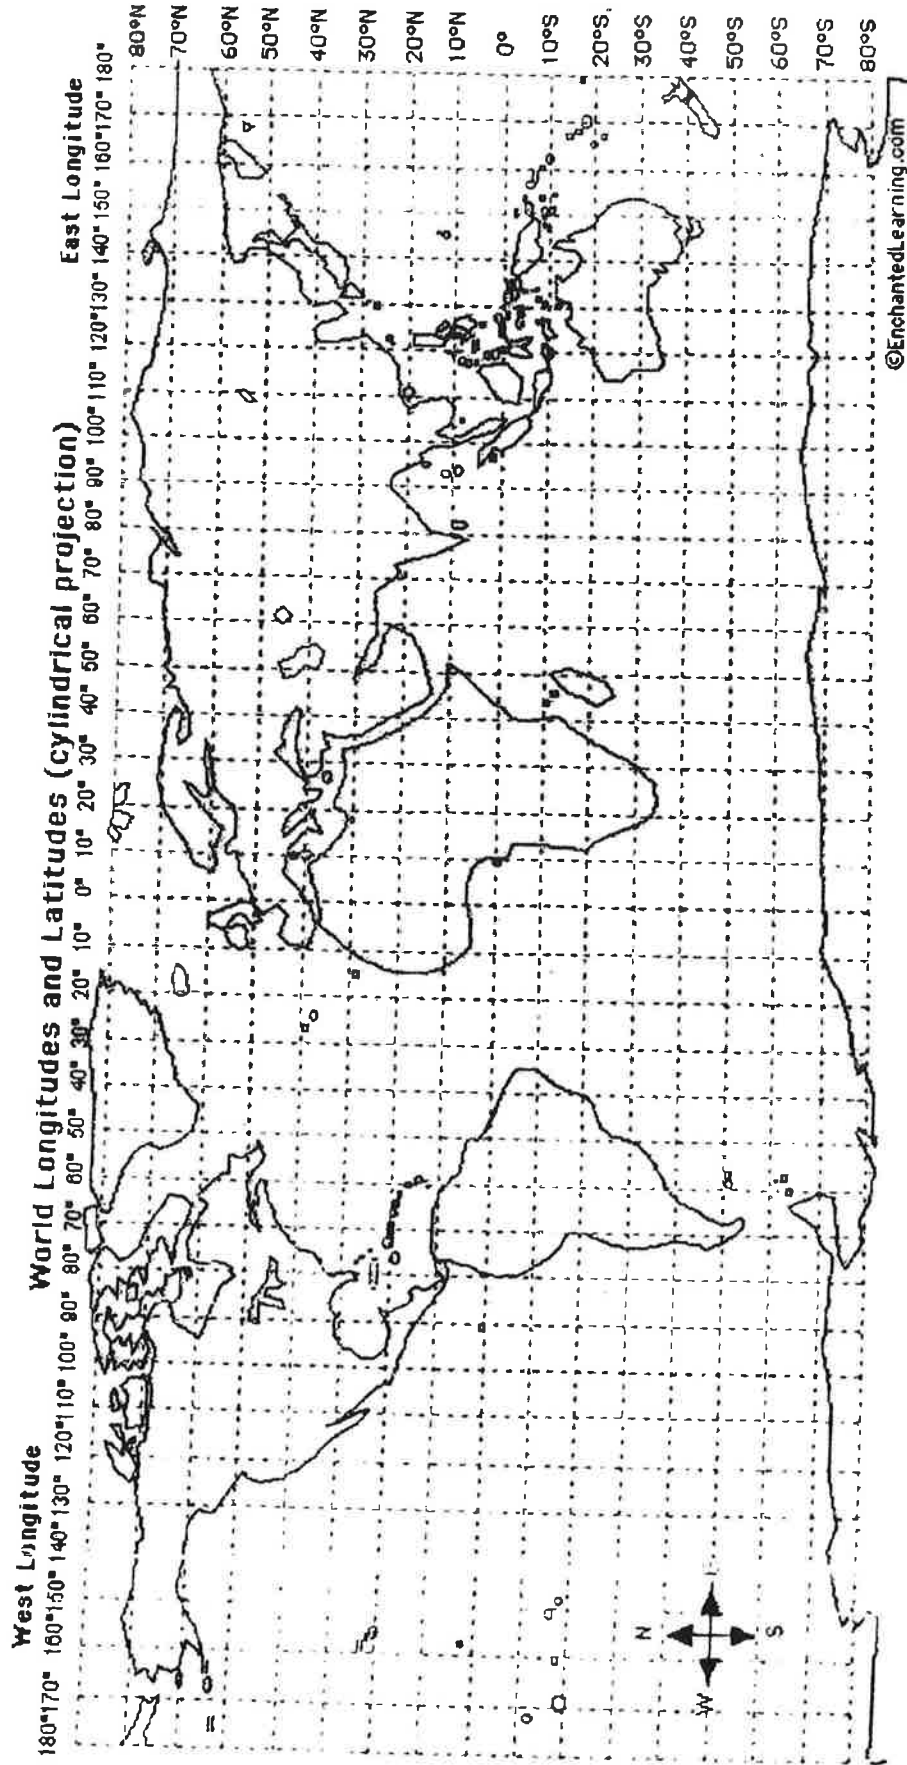 World Longitudes and Latitudes (cylindrical projection)
West Longitude
East Longitude
180° 170° 160° 150° 140° 130° 120° 110° 100° 90° 80° 70° 60° 50° 40° 30° 20° 10° 0° 10° 20° 30° 40° 50° 60° 70° 80° 90° 100° 110° 120° 130° 140° 150° 160° 170° 180°
80°N
70°N
60°N
50°N
40°N
30°N
20°N
10°N
0°
10°S
20°S.
30°S
40°S
50°S
60°S
70°S
80°S
N
W
S
©EnchantedLearning.com